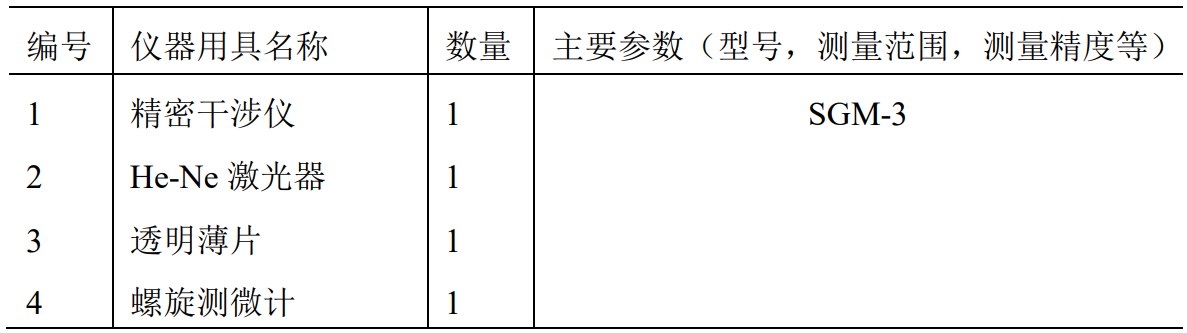 编号 仪器用具名称 数量 主要参数（型号，测量范围，测量精度等）
1 精密干涉仪 1 SGM-3
2 He-Ne 激光器 1
3 透明薄片 1
4 螺旋测微计 1